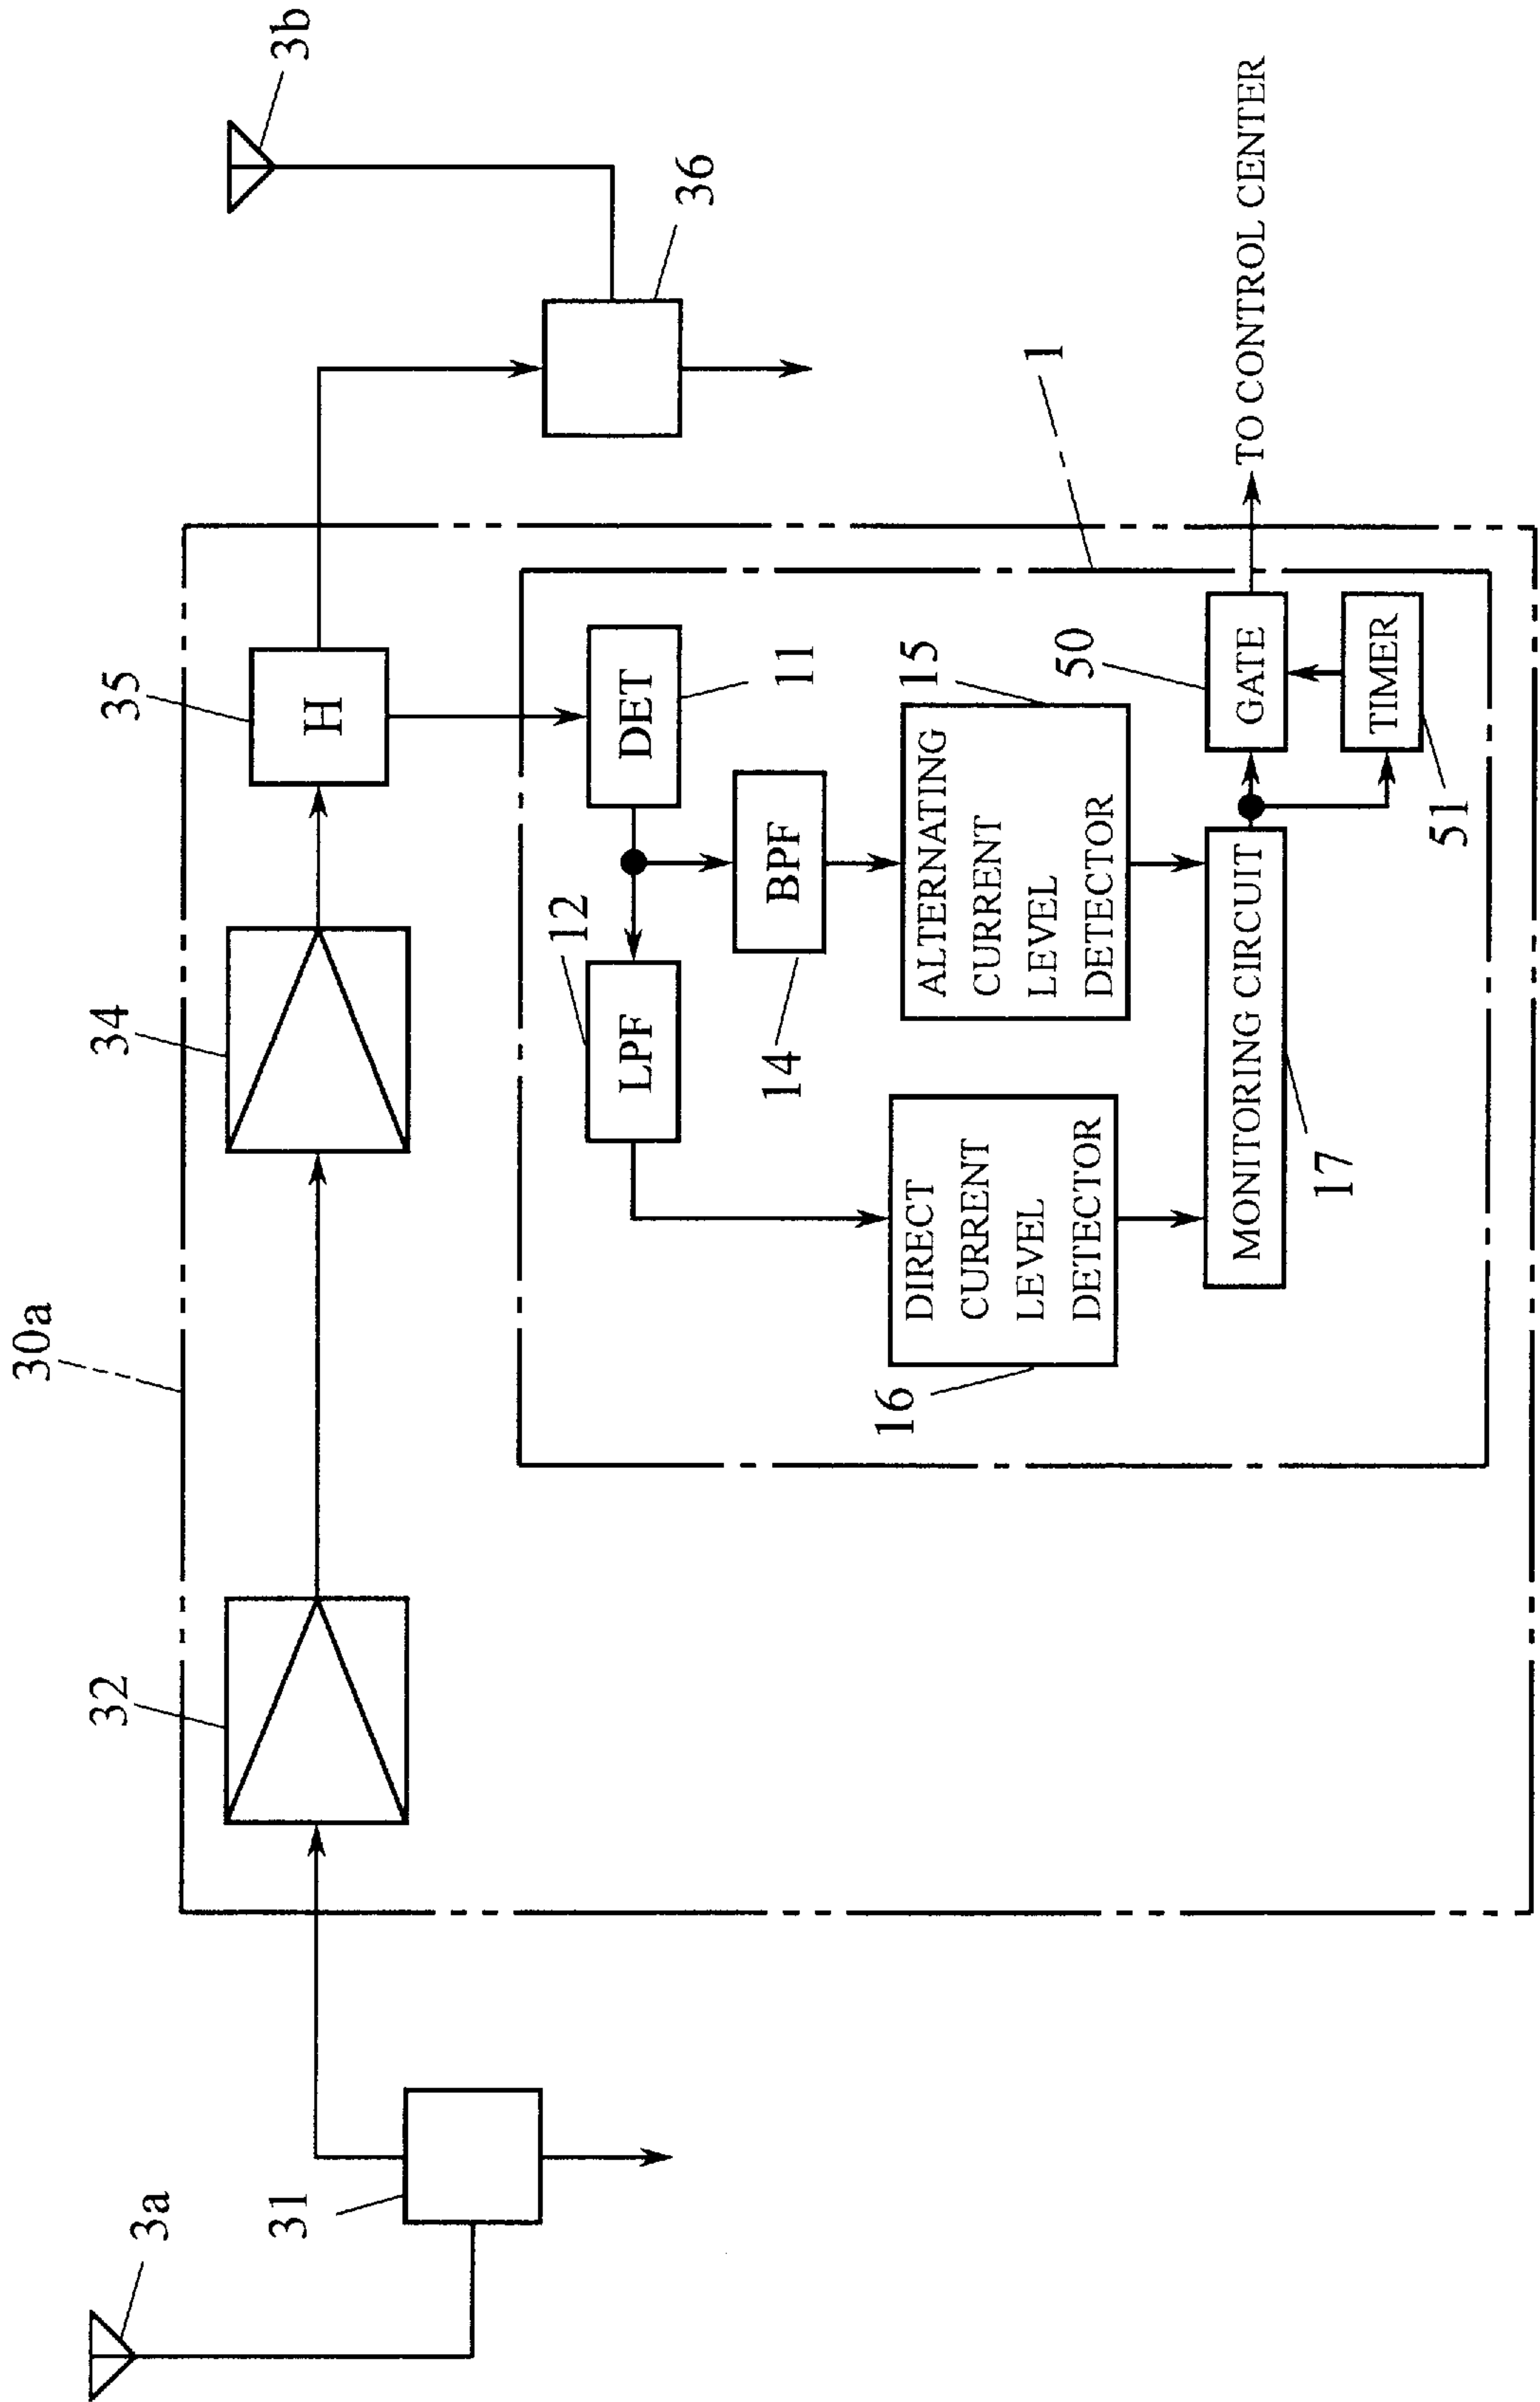 30a
3b
35
34
32
H
36
3a
31
1
12
DET
11
LPF
BPF
14
15
ALTERNATING
CURRENT
LEVEL
DETECTOR
DIRECT
CURRENT
LEVEL
DETECTOR
16
50
GATE
TO CONTROL CENTER
MONITORING CIRCUIT
17
TIMER
51